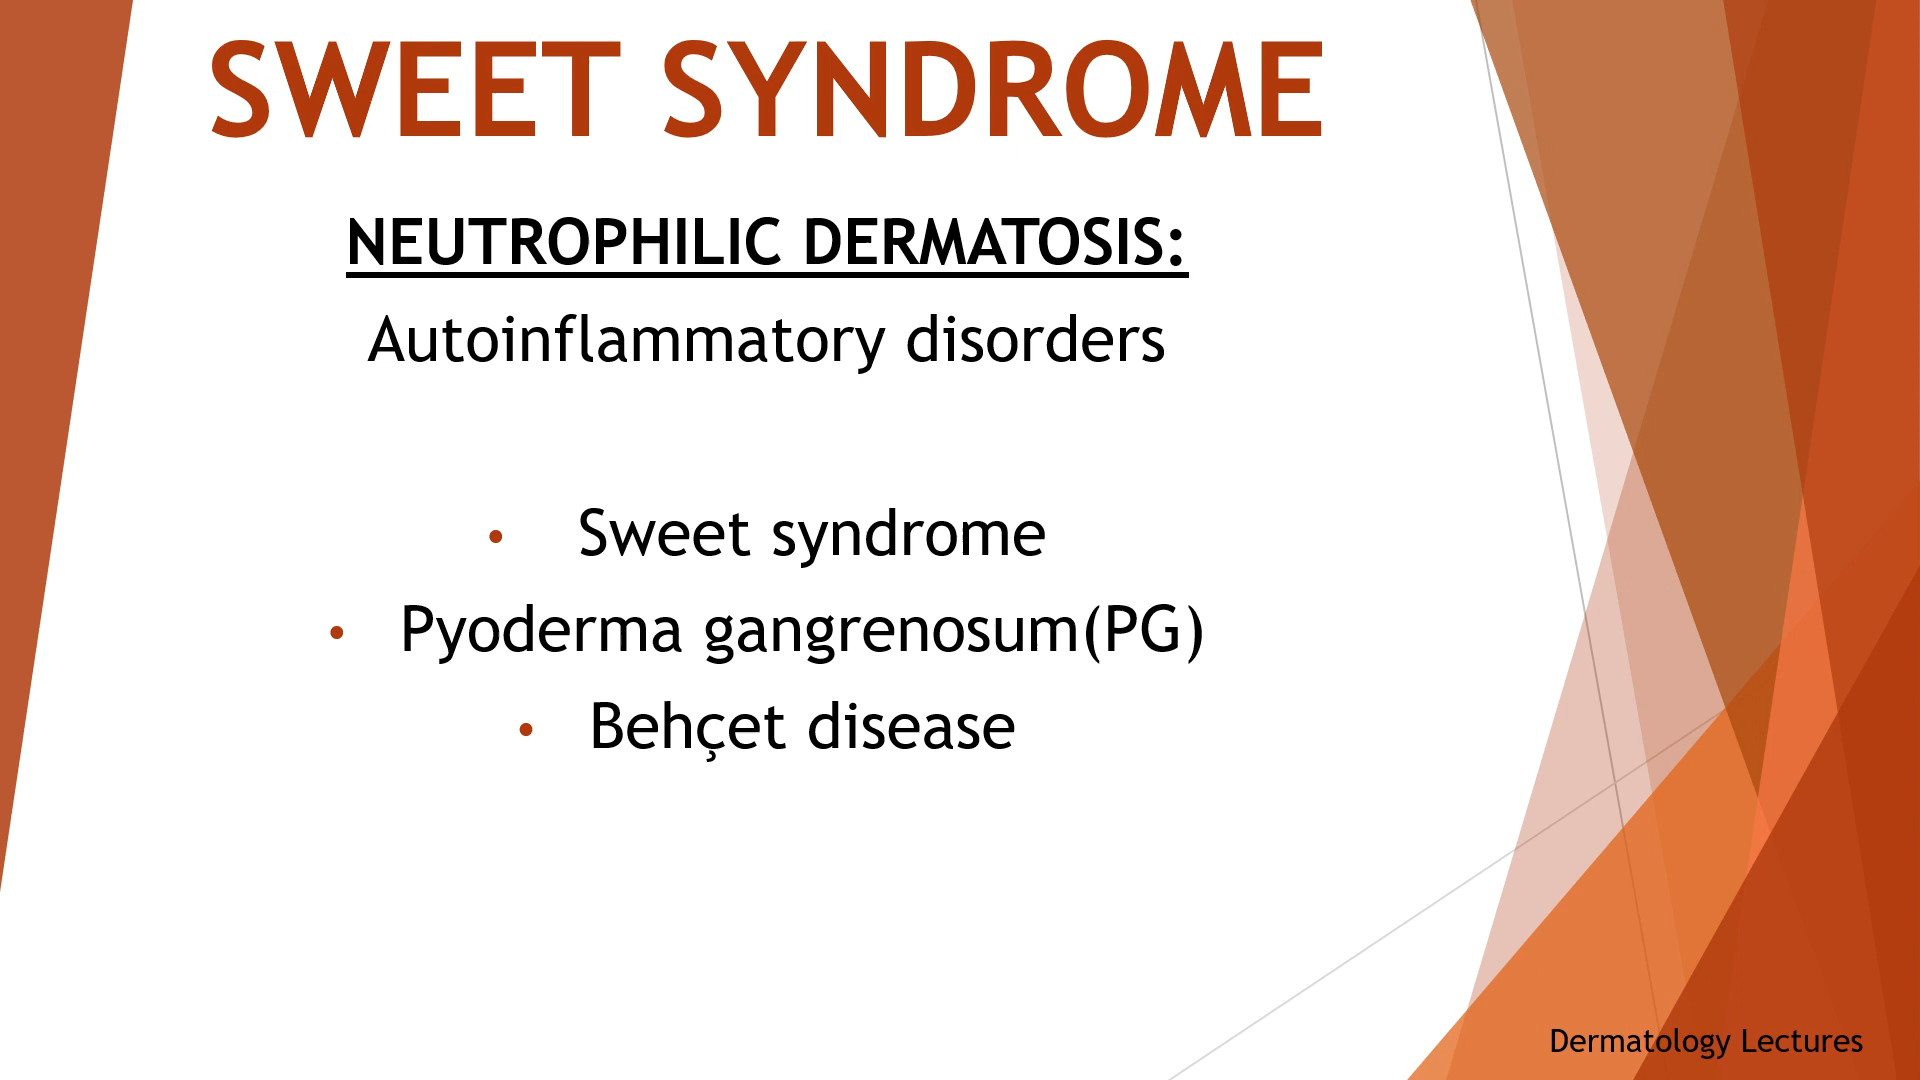 SWEET SYNDROME
NEUTROPHILIC DERMATOSIS:
Autoinflammatory disorders
• Sweet syndrome
• Pyoderma gangrenosum(PG)
• Behçet disease
Dermatology Lectures